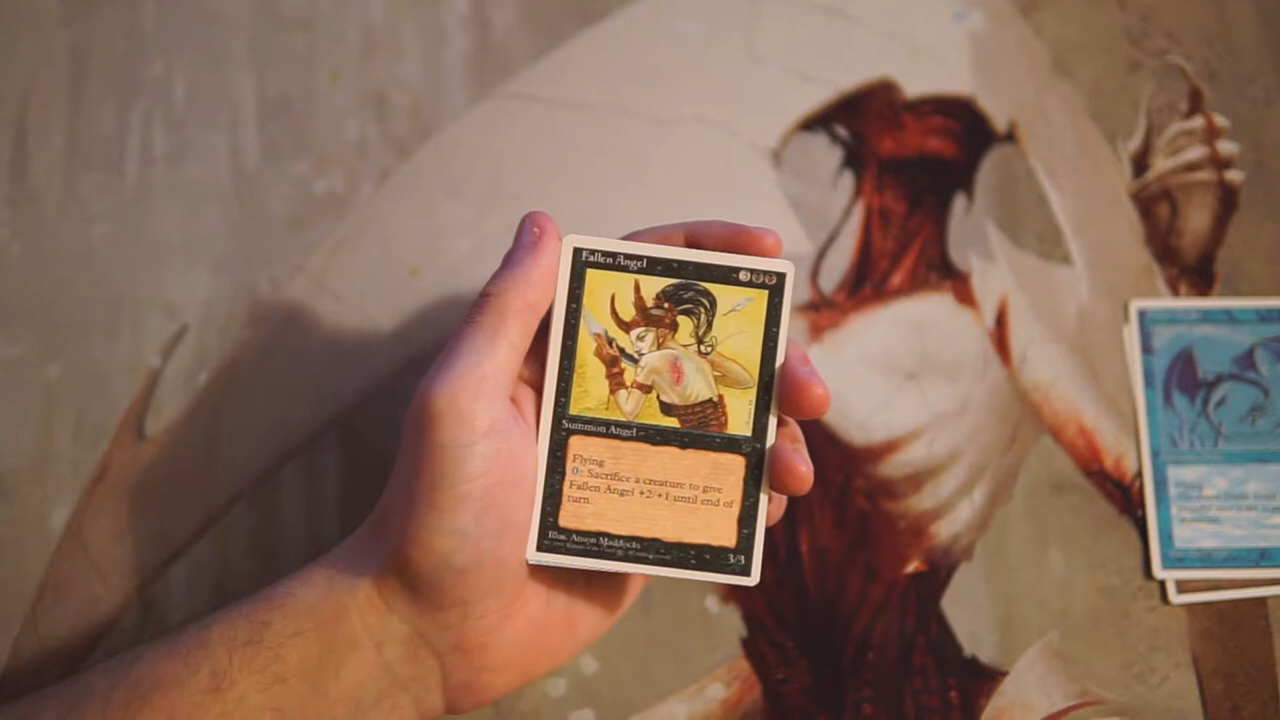 Fallen Angel
3
Summon Angel
Flying
0: Sacrifice a creature to give
Fallen Angel +2/+1 until end of
turn.
Illus. Anson Maddocks
3/3